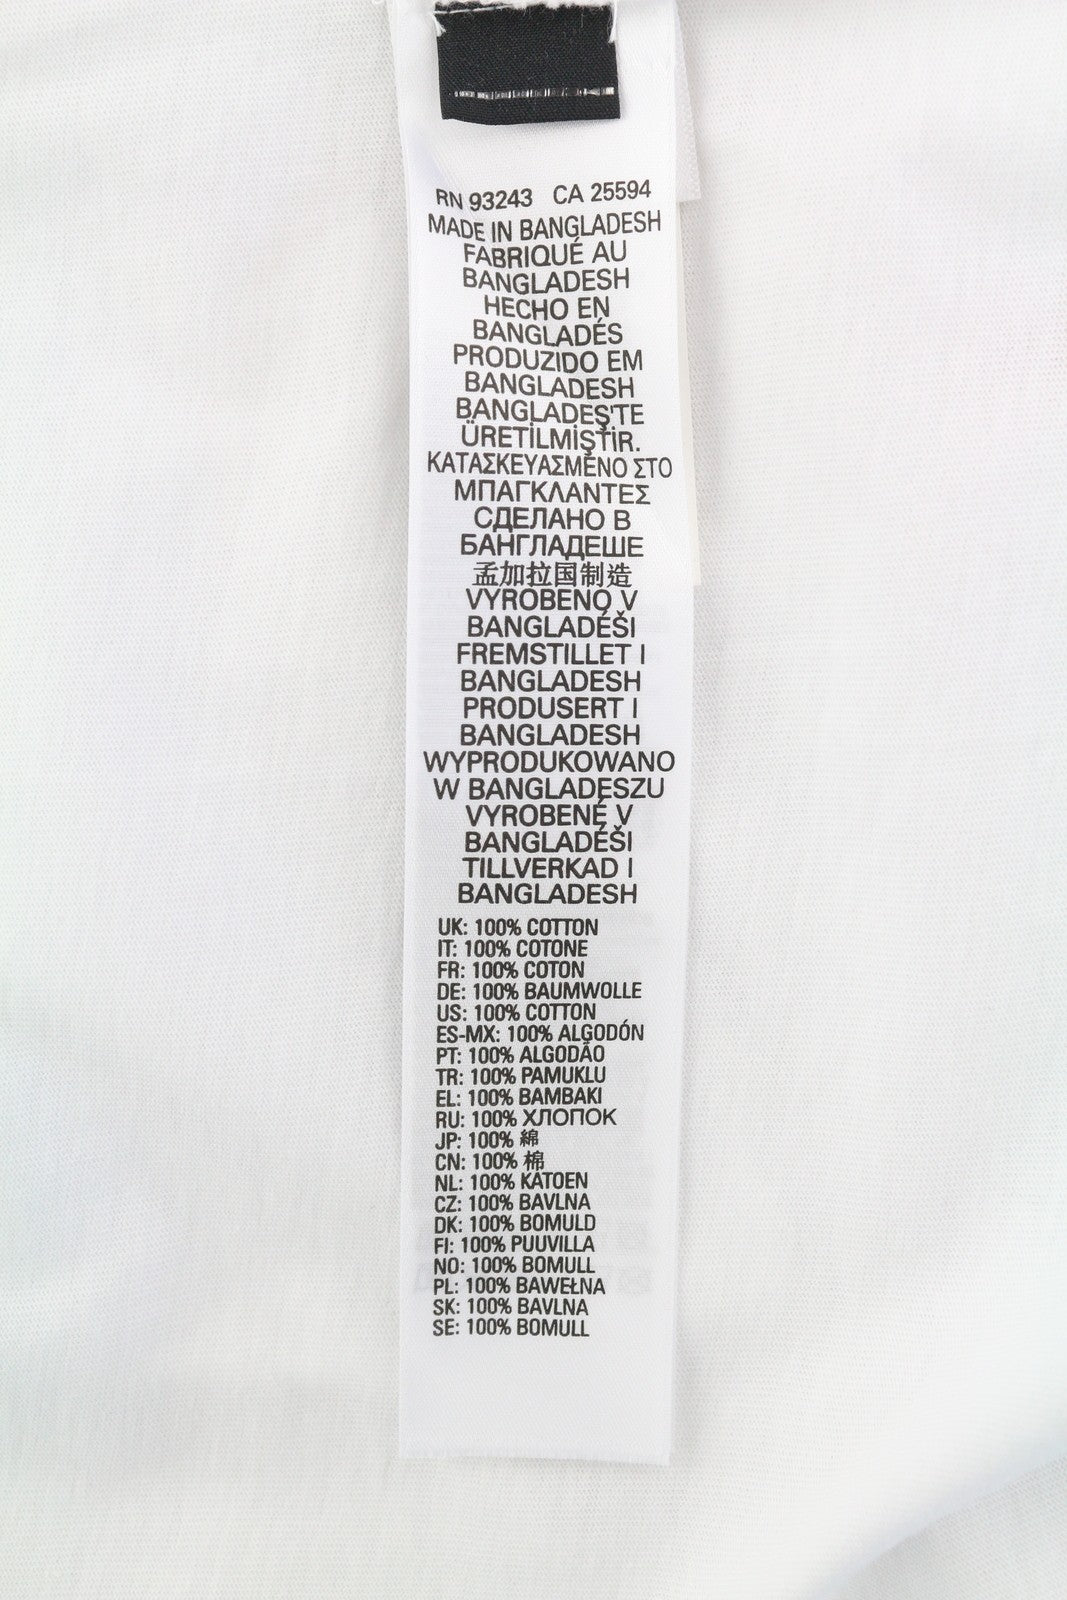 RN 93243 CA 25594
MADE IN BANGLADESH
FABRIQUÉ AU
BANGLADESH
HECHO EN
BANGLADÉS
PRODUZIDO EM
BANGLADESH
BANGLADEŞ'TE
ÜRETİLMİŞTİR.
ΚΑΤΑΣΚΕΥΑΣΜΕΝΟ ΣΤΟ
ΜΠΑΓΚΛΑΝΤΕΣ
СДЕЛАНО В
БАНГЛАДЕШЕ
孟加拉国制造
VYROBENO V
BANGLADÉŠI
FREMSTILLET I
BANGLADESH
PRODUSERT I
BANGLADESH
WYPRODUKOWANO
W BANGLADESZU
VYROBENÉ V
BANGLADÉŠI
TILLVERKAD I
BANGLADESH
UK: 100% COTTON
IT: 100% COTONE
FR: 100% COTON
DE: 100% BAUMWOLLE
US: 100% COTTON
ES-MX: 100% ALGODÓN
PT: 100% ALGODÃO
TR: 100% PAMUKLU
EL: 100% ΒΑΜΒΑΚΙ
RU: 100% ХЛОПОК
JP: 100% 綿
CN: 100% 棉
NL: 100% KATOEN
CZ: 100% BAVLNA
DK: 100% BOMULD
FI: 100% PUUVILLA
NO: 100% BOMULL
PL: 100% BAWEŁNA
SK: 100% BAVLNA
SE: 100% BOMULL